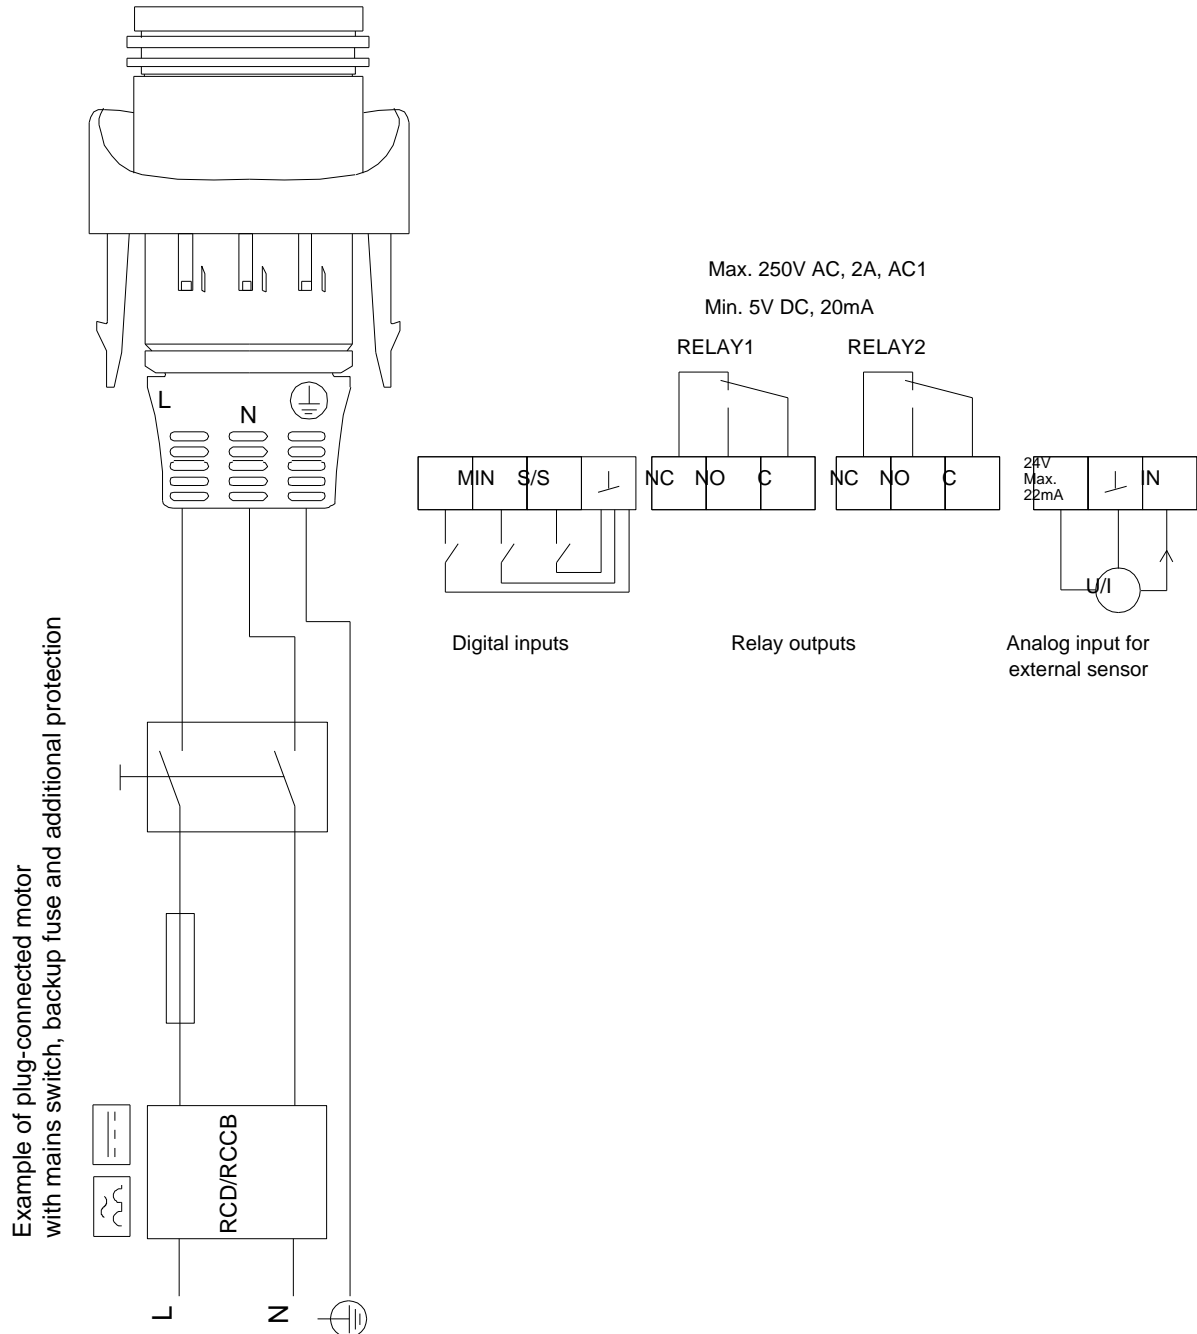 Max. 250V AC, 2A, AC1
Min. 5V DC, 20mA
RELAY1 RELAY2
L
N
MIN S/S NC NO C NC NO C 24V Max. 22mA IN
U/I
Digital inputs Relay outputs Analog input for
external sensor
Example of plug-connected motor
with mains switch, backup fuse and additional protection
RCD/RCCB
L N